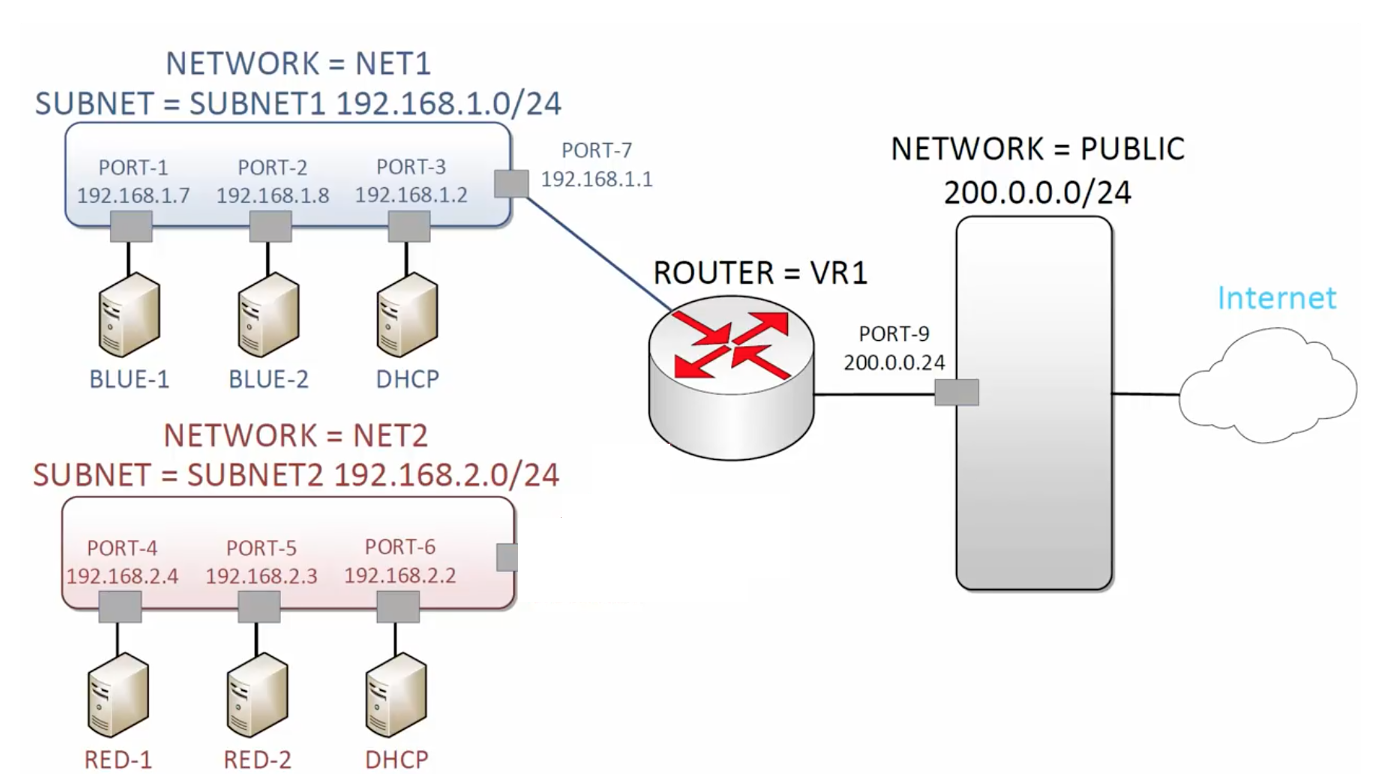 NETWORK = NET1
SUBNET = SUBNET1 192.168.1.0/24
PORT-1
192.168.1.7
PORT-2
192.168.1.8
PORT-3
192.168.1.2
PORT-7
192.168.1.1
BLUE-1
BLUE-2
DHCP
NETWORK = NET2
SUBNET = SUBNET2 192.168.2.0/24
PORT-4
192.168.2.4
PORT-5
192.168.2.3
PORT-6
192.168.2.2
RED-1
RED-2
DHCP
ROUTER = VR1
PORT-9
200.0.0.24
NETWORK = PUBLIC
200.0.0.0/24
Internet